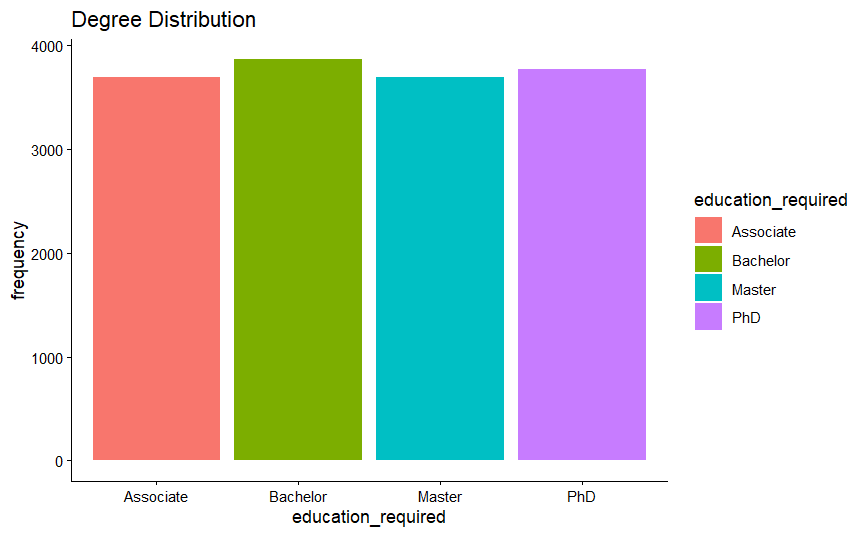 Degree Distribution
4000
3000
2000
1000
0
frequency
Associate
Bachelor
Master
PhD
education_required
education_required
Associate
Bachelor
Master
PhD